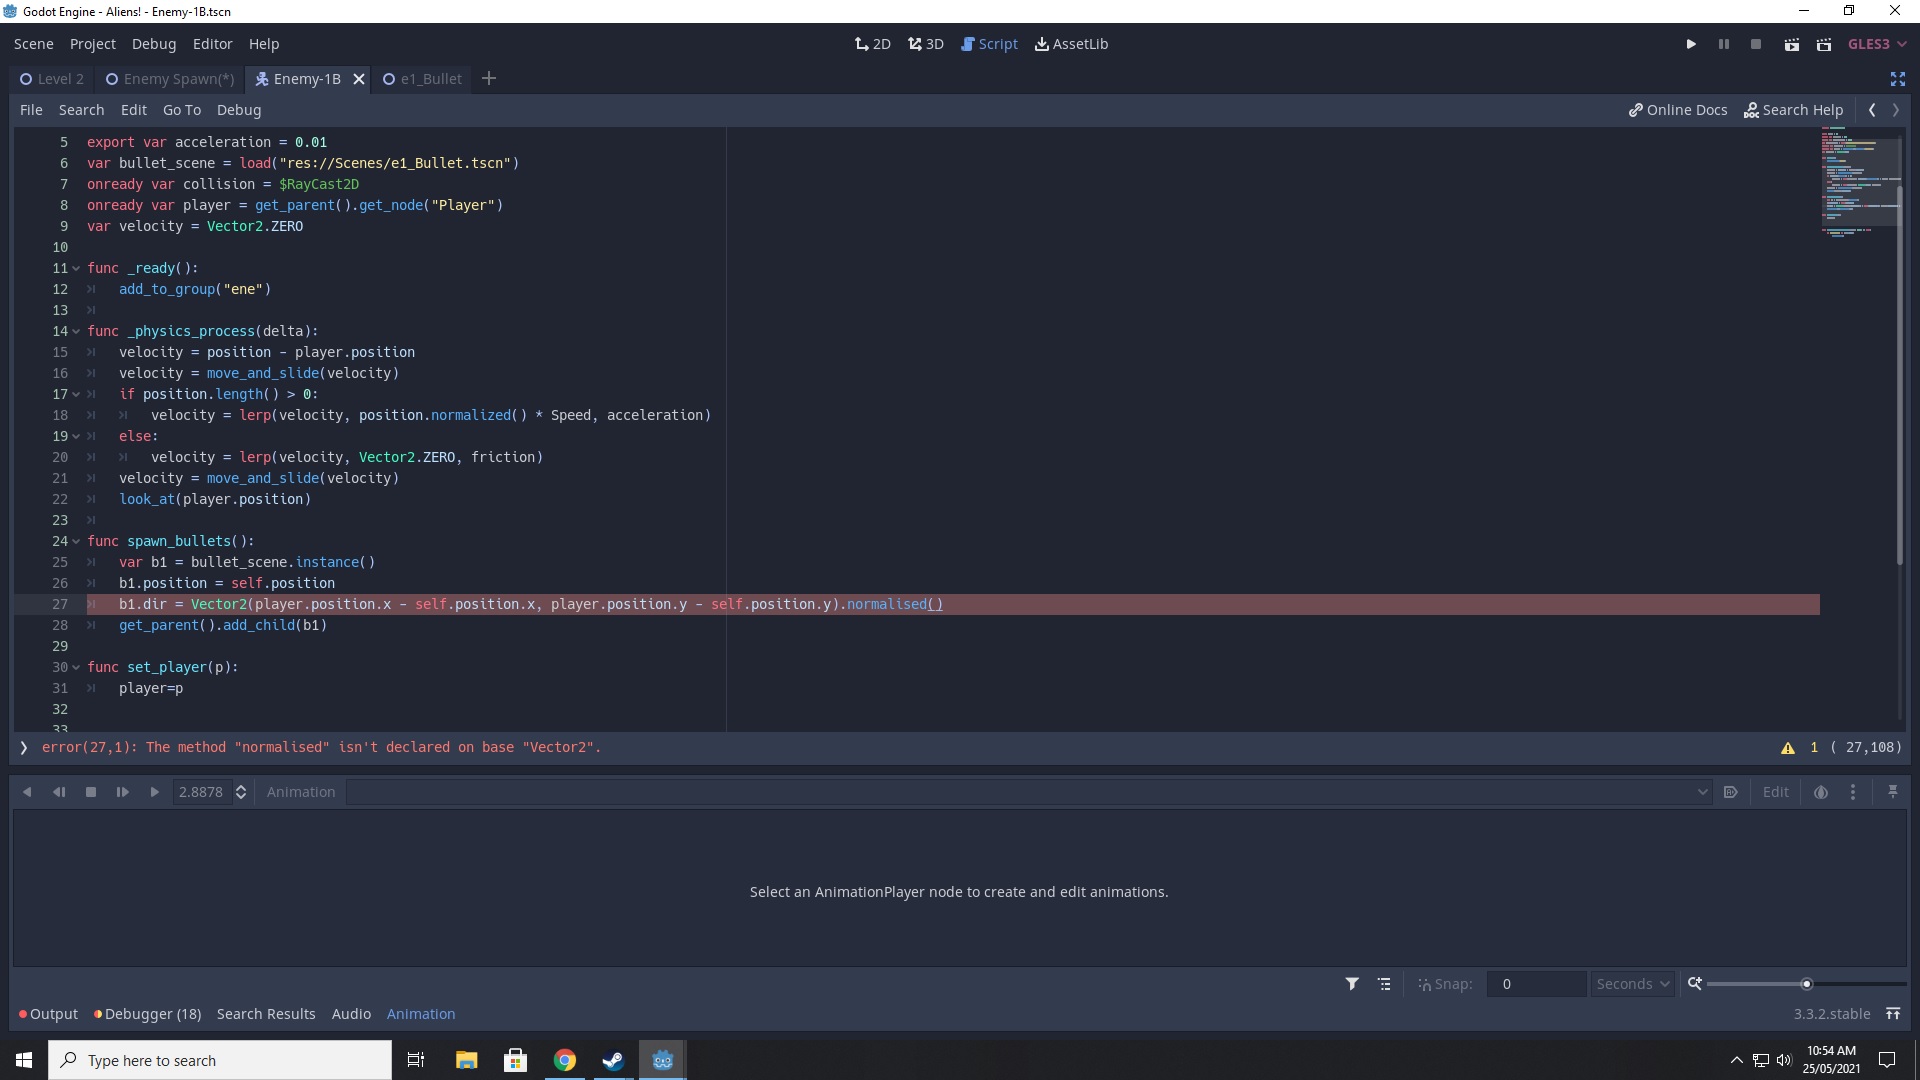 Godot Engine - Aliens! - Enemy-1B.tscn
Scene Project Debug Editor Help 2D 3D Script AssetLib GLES3
Level 2 Enemy Spawn(*) Enemy-1B e1_Bullet
File Search Edit Go To Debug Online Docs Search Help
5 export var acceleration = 0.01
6 var bullet_scene = load("res://Scenes/e1_Bullet.tscn")
7 onready var collision = $RayCast2D
8 onready var player = get_parent().get_node("Player")
9 var velocity = Vector2.ZERO
10
11 func _ready():
12 add_to_group("ene")
13
14 func _physics_process(delta):
15 velocity = position - player.position
16 velocity = move_and_slide(velocity)
17 if position.length() > 0:
18 velocity = lerp(velocity, position.normalized() * Speed, acceleration)
19 else:
20 velocity = lerp(velocity, Vector2.ZERO, friction)
21 velocity = move_and_slide(velocity)
22 look_at(player.position)
23
24 func spawn_bullets():
25 var b1 = bullet_scene.instance()
26 b1.position = self.position
27 b1.dir = Vector2(player.position.x - self.position.x, player.position.y - self.position.y).normalised()
28 get_parent().add_child(b1)
29
30 func set_player(p):
31 player=p
32
33
error(27,1): The method "normalised" isn't declared on base "Vector2". 1 ( 27,108)
2.8878 Animation Edit
Select an AnimationPlayer node to create and edit animations.
Snap: 0 Seconds
Output Debugger (18) Search Results Audio Animation 3.3.2.stable
Type here to search
10:54 AM
25/05/2021